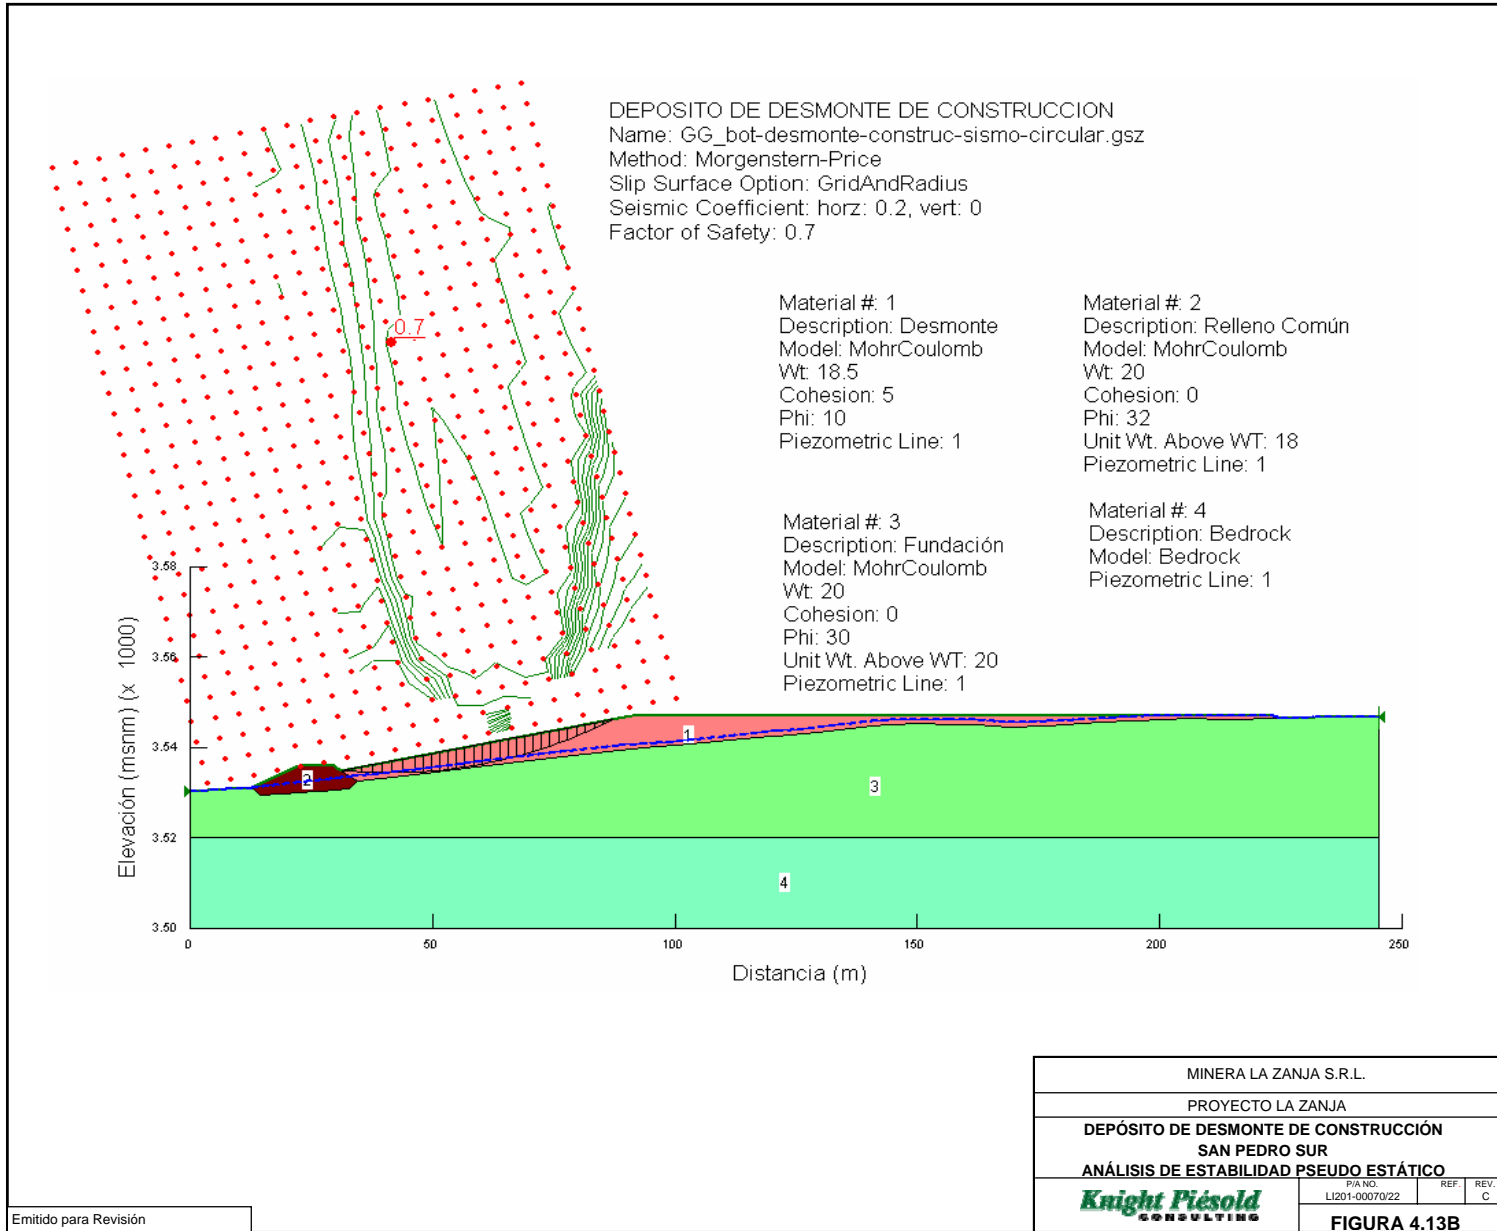 DEPOSITO DE DESMONTE DE CONSTRUCCION
Name: GG_bot-desmonte-construc-sismo-circular.gsz
Method: Morgenstern-Price
Slip Surface Option: GridAndRadius
Seismic Coefficient: horz: 0.2, vert: 0
Factor of Safety: 0.7
Material #: 1
Description: Desmonte
Model: MohrCoulomb
Wt: 18.5
Cohesion: 5
Phi: 10
Piezometric Line: 1
Material #: 2
Description: Relleno Común
Model: MohrCoulomb
Wt: 20
Cohesion: 0
Phi: 32
Unit Wt. Above WT: 18
Piezometric Line: 1
Material #: 3
Description: Fundación
Model: MohrCoulomb
Wt: 20
Cohesion: 0
Phi: 30
Unit Wt. Above WT: 20
Piezometric Line: 1
Material #: 4
Description: Bedrock
Model: Bedrock
Piezometric Line: 1
0.7
Elevación (msnm) (x 1000)
3.58
3.56
3.54
3.52
3.50
1
2
3
4
0
50
100
150
200
250
Distancia (m)
MINERA LA ZANJA S.R.L.
PROYECTO LA ZANJA
DEPÓSITO DE DESMONTE DE CONSTRUCCIÓN
SAN PEDRO SUR
ANÁLISIS DE ESTABILIDAD PSEUDO ESTÁTICO
Knight Piésold
CONSULTING
P/A NO.
LI201-00070/22
REF.
REV.
C
FIGURA 4.13B
Emitido para Revisión